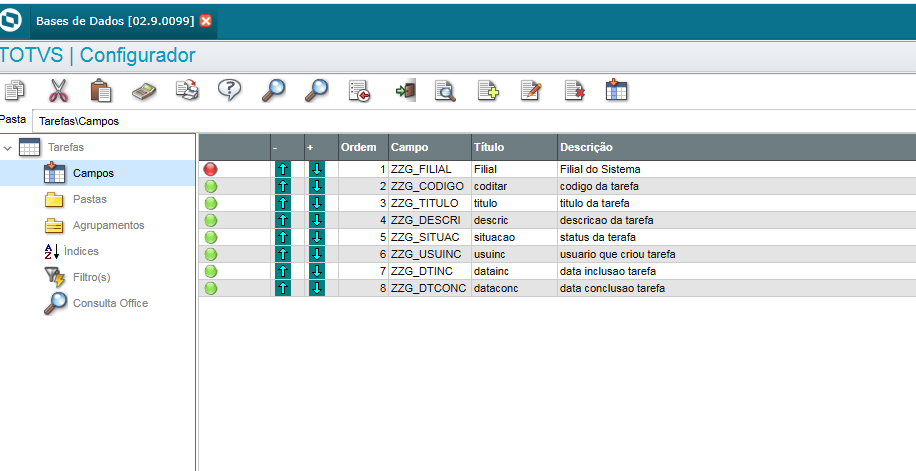 Bases de Dados [02.9.0099]
TOTVS | Configurador
Pasta Tarefas\Campos
Tarefas
Campos
Pastas
Agrupamentos
Índices
Filtro(s)
Consulta Office
- + Ordem Campo Título Descrição
1 ZZG_FILIAL Filial Filial do Sistema
2 ZZG_CODIGO coditar codigo da tarefa
3 ZZG_TITULO titulo titulo da tarefa
4 ZZG_DESCRI descric descricao da tarefa
5 ZZG_SITUAC situacao status da terafa
6 ZZG_USUINC usuinc usuario que criou tarefa
7 ZZG_DTINC datainc data inclusao tarefa
8 ZZG_DTCONC dataconc data conclusao tarefa